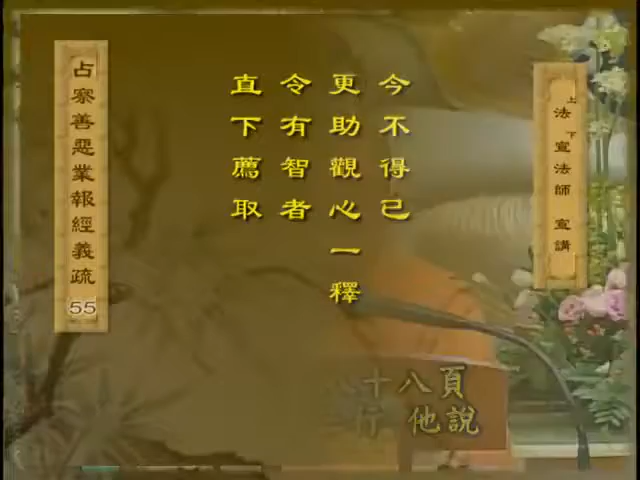 上法下宣法師 宣講
今不得已
更助觀心一釋
令有智者
直下薦取
占察善惡業報經義疏
55
十八頁
行 他說